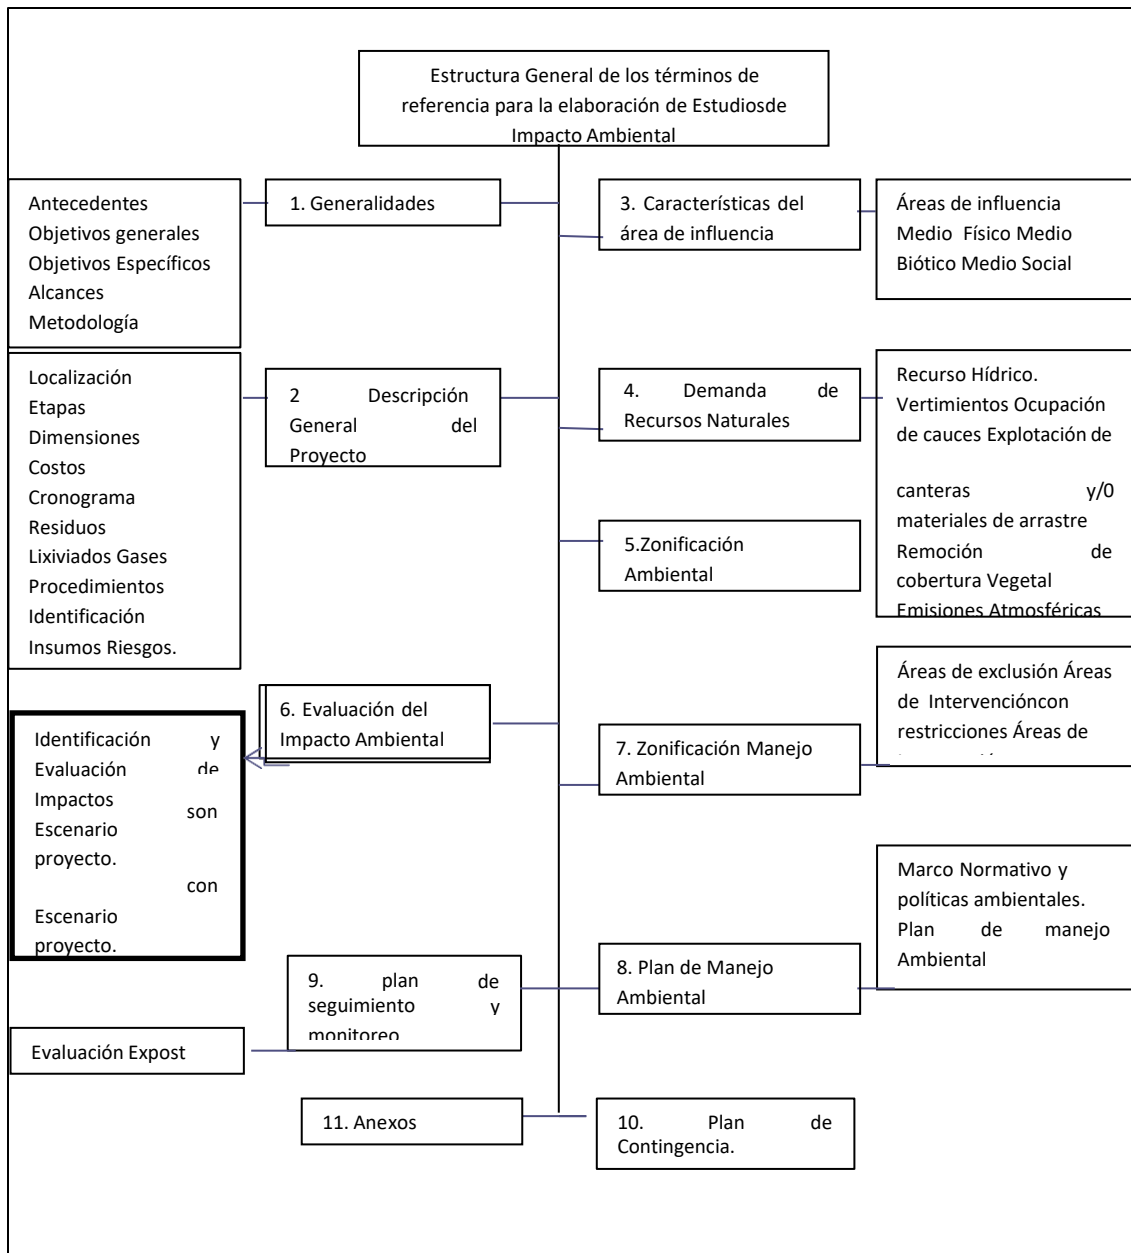 Estructura General de los términos de
referencia para la elaboración de Estudiosde
Impacto Ambiental
Antecedentes
Objetivos generales
Objetivos Específicos
Alcances
Metodología
1. Generalidades
3. Características del
área de influencia
Áreas de influencia
Medio Físico Medio
Biótico Medio Social
Localización
Etapas
Dimensiones
Costos
Cronograma
Residuos
Lixiviados Gases
Procedimientos
Identificación
Insumos Riesgos.
2 Descripción
General del
Proyecto
4. Demanda de
Recursos Naturales
Recurso Hídrico.
Vertimientos Ocupación
de cauces Explotación de
canteras y/0
materiales de arrastre
Remoción de
cobertura Vegetal
Emisiones Atmosféricas
5.Zonificación
Ambiental
6. Evaluación del
Impacto Ambiental
Identificación y
Evaluación de
Impactos
son
Escenario
proyecto.
con
Escenario
proyecto.
7. Zonificación Manejo
Ambiental
Áreas de exclusión Áreas
de Intervencióncon
restricciones Áreas de
8. Plan de Manejo
Ambiental
Marco Normativo y
políticas ambientales.
Plan de manejo
Ambiental
9. plan de
seguimiento y
monitoreo
Evaluación Expost
11. Anexos
10. Plan de
Contingencia.